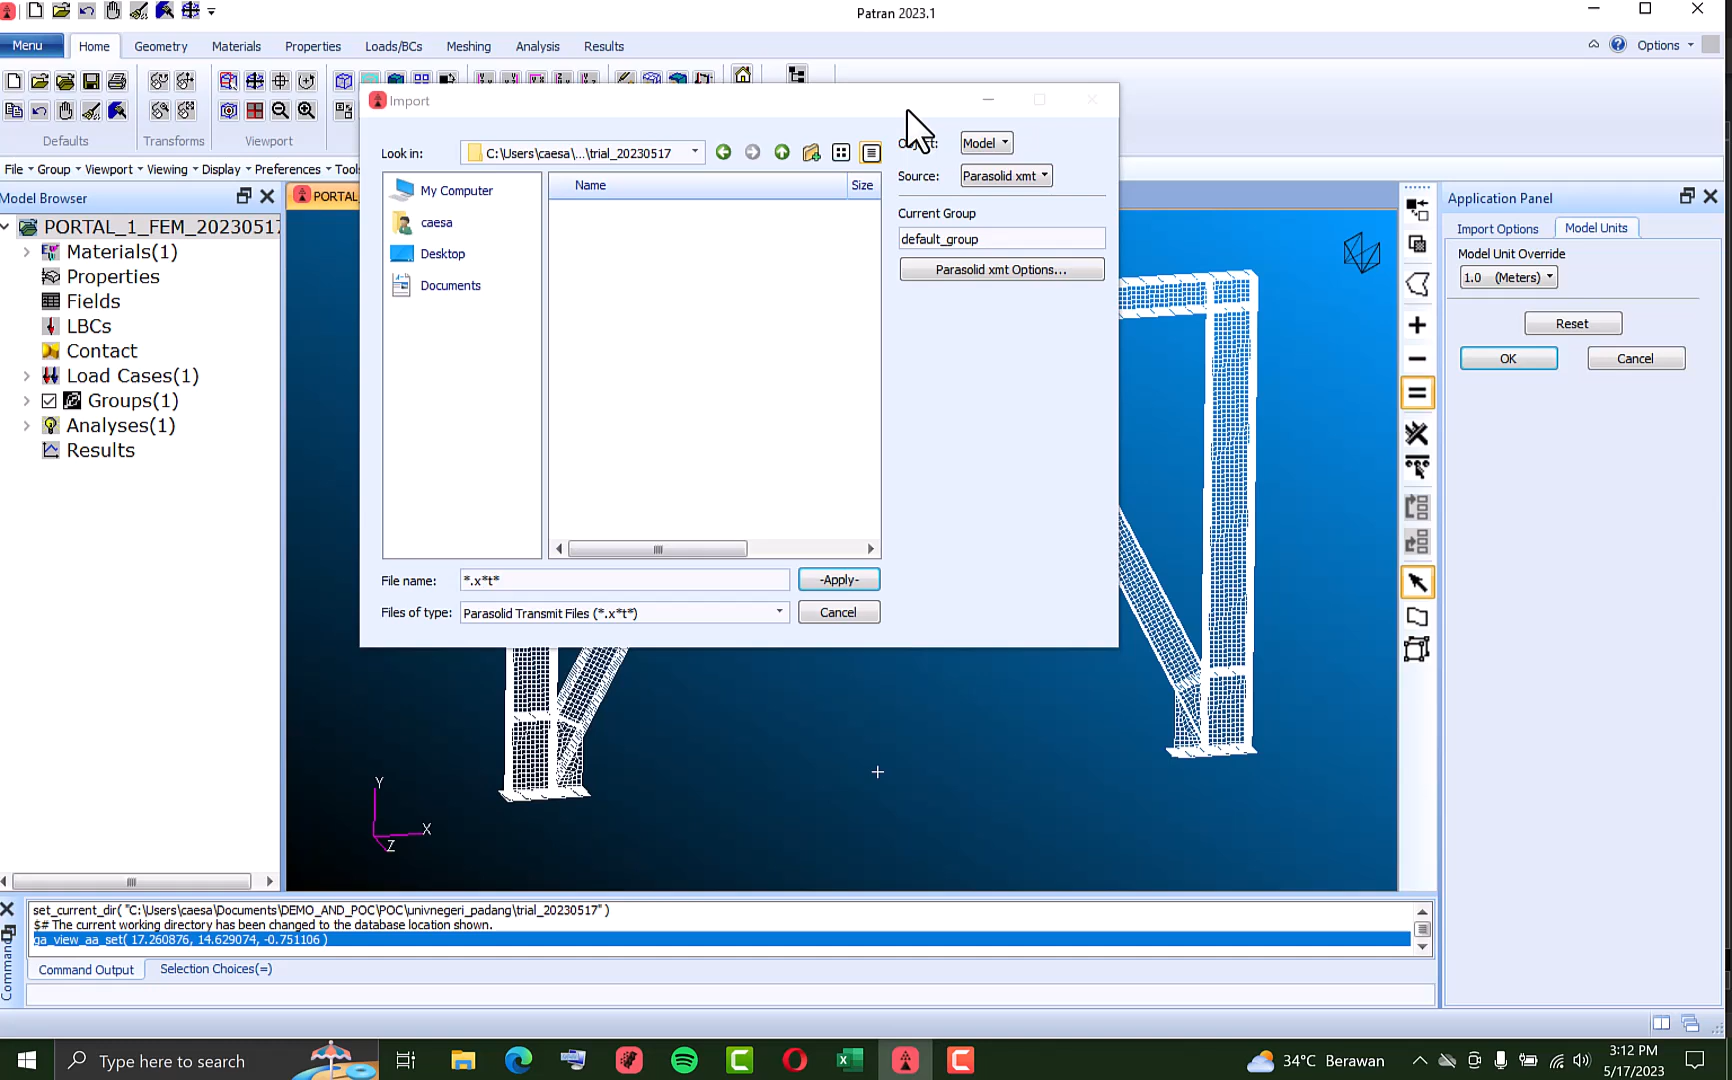 Patran 2023.1
Menu
Home
Geometry
Materials
Properties
Loads/BCs
Meshing
Analysis
Results
Options
Defaults
Transforms
Viewport
File
Group
Viewport
Viewing
Display
Preferences
Tools
Model Browser
PORTAL_1_FEM_20230517
Materials(1)
Properties
Fields
LBCs
Contact
Load Cases(1)
Groups(1)
Analyses(1)
Results
PORTAL_
Import
Look in:
C:\Users\caesa\...\trial_20230517
My Computer
caesa
Desktop
Documents
Name
Size
Model
Source:
Parasolid xmt
Current Group
default_group
Parasolid xmt Options...
File name:
*.x*t*
-Apply-
Files of type:
Parasolid Transmit Files (*.x*t*)
Cancel
Y
X
Z
Application Panel
Import Options
Model Units
Model Unit Override
1.0 (Meters)
Reset
OK
Cancel
set_current_dir( "C:\Users\caesa\Documents\DEMO_AND_POC\POC\univnegeri_padang\trial_20230517" )
$# The current working directory has been changed to the database location shown.
ga_view_aa_set( 17.260876, 14.629074, -0.751106 )
Command
Command Output
Selection Choices(=)
Type here to search
34°C Berawan
3:12 PM
5/17/2023